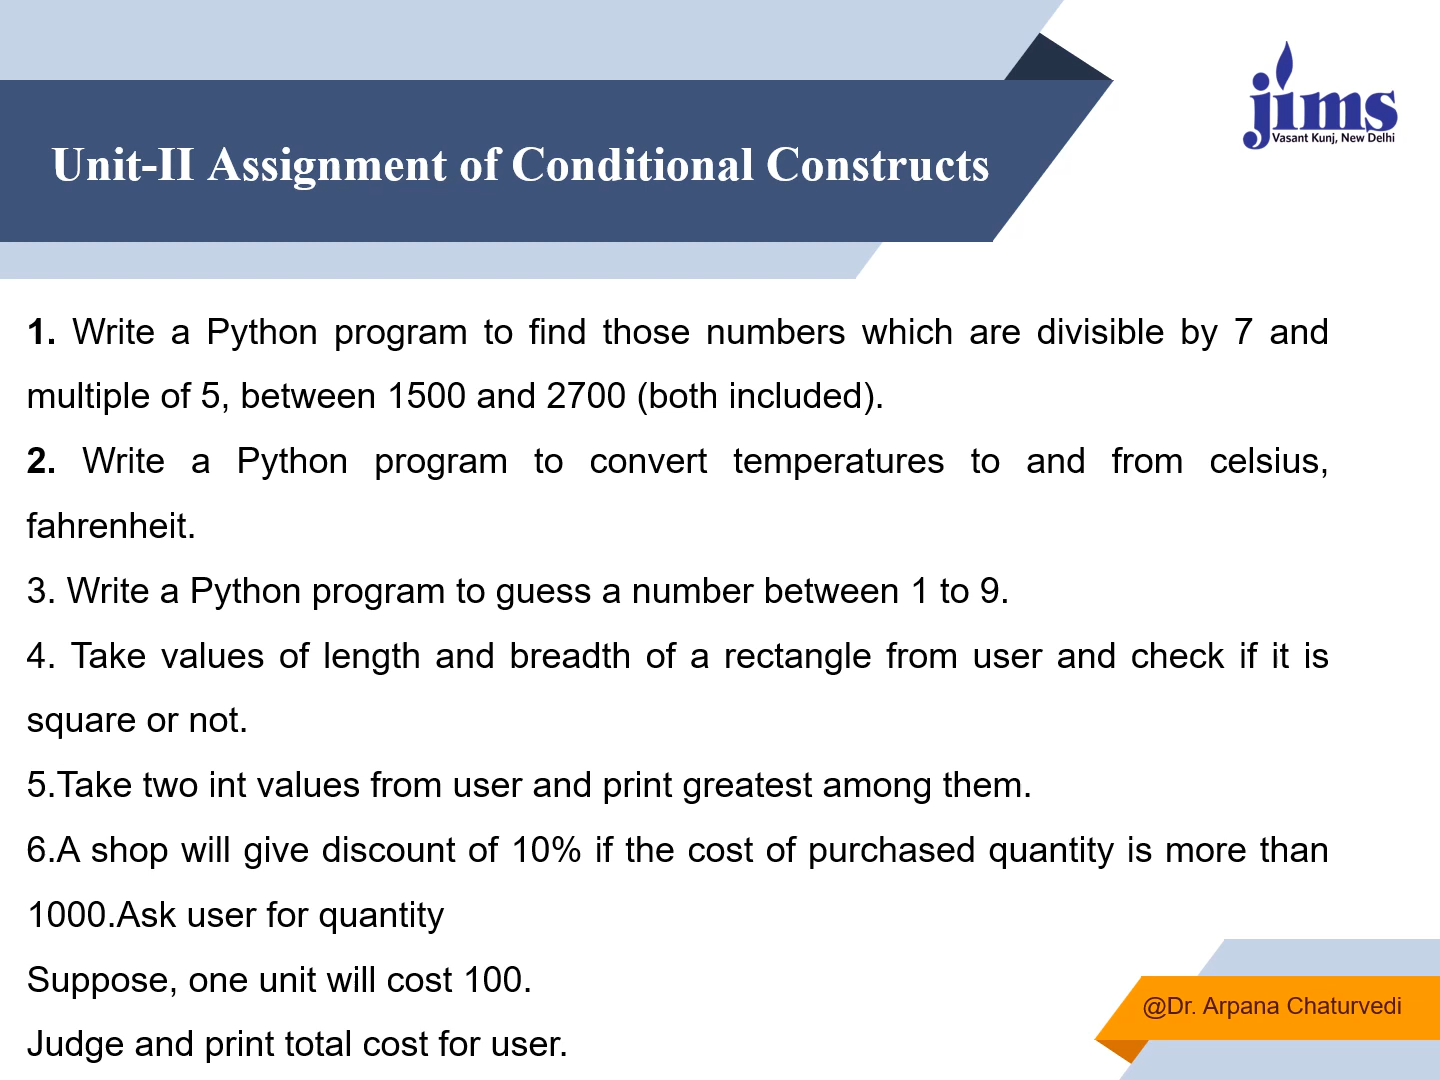 jims
Vasant Kunj, New Delhi
Unit-II Assignment of Conditional Constructs
1. Write a Python program to find those numbers which are divisible by 7 and
multiple of 5, between 1500 and 2700 (both included).
2. Write a Python program to convert temperatures to and from celsius,
fahrenheit.
3. Write a Python program to guess a number between 1 to 9.
4. Take values of length and breadth of a rectangle from user and check if it is
square or not.
5.Take two int values from user and print greatest among them.
6.A shop will give discount of 10% if the cost of purchased quantity is more than
1000.Ask user for quantity
Suppose, one unit will cost 100.
Judge and print total cost for user.
@Dr. Arpana Chaturvedi